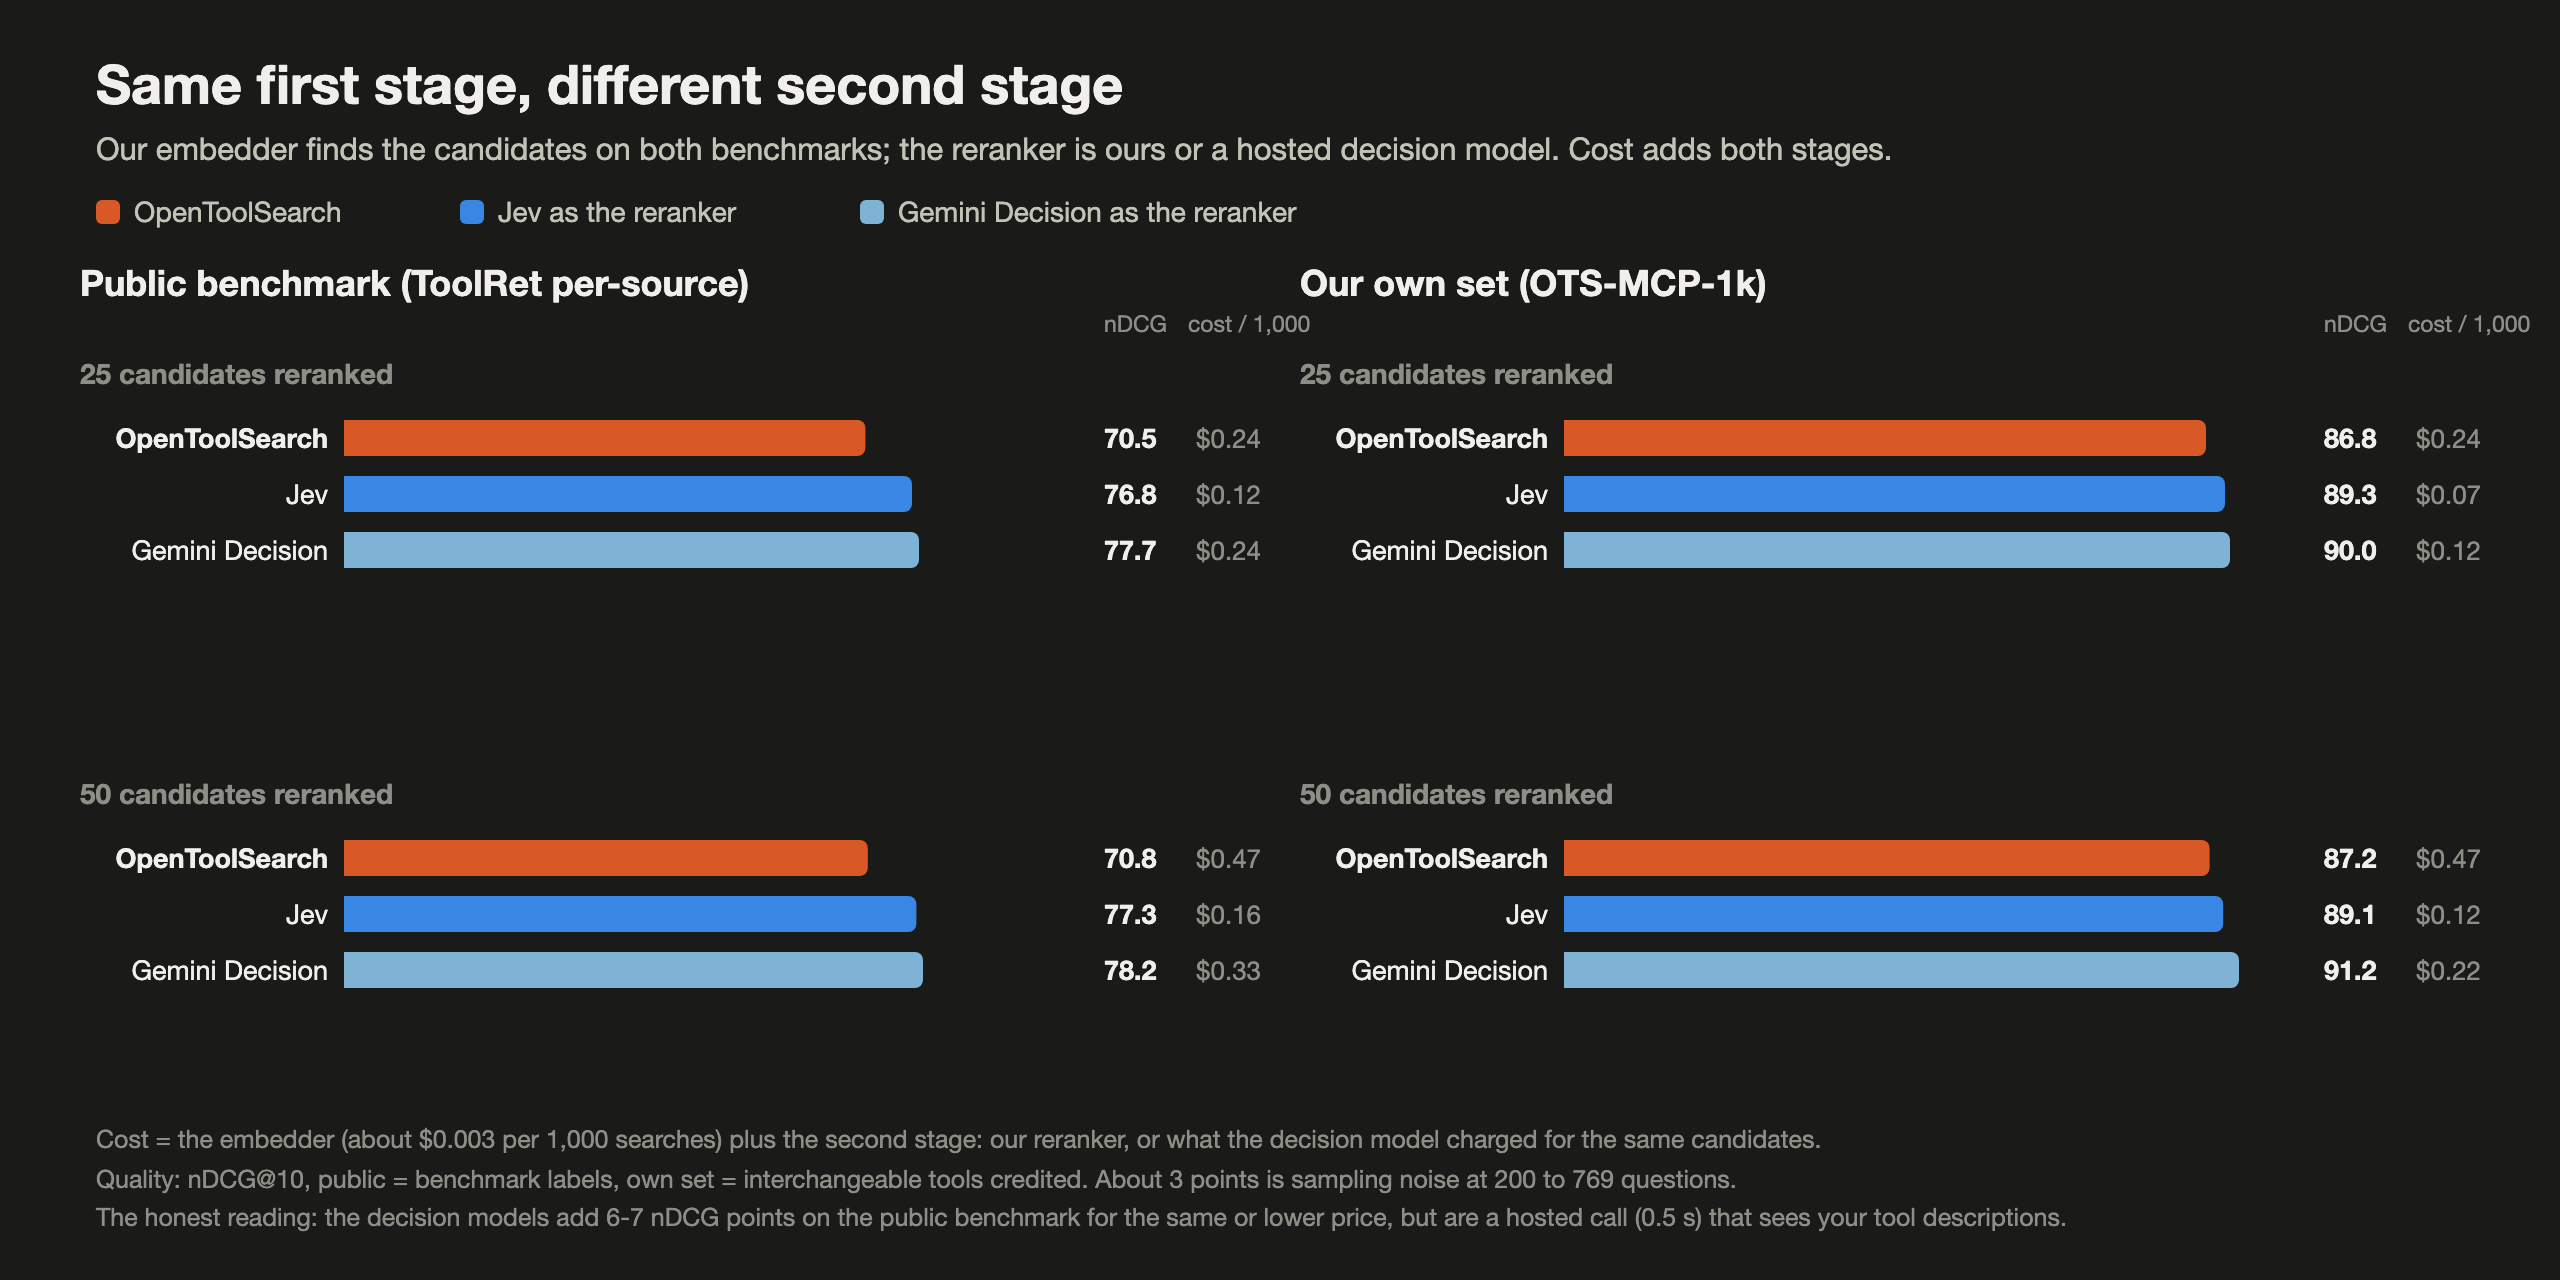 Same first stage, different second stage
Our embedder finds the candidates on both benchmarks; the reranker is ours or a hosted decision model. Cost adds both stages.
OpenToolSearch
Jev as the reranker
Gemini Decision as the reranker
Public benchmark (ToolRet per-source)
nDCG cost / 1,000
25 candidates reranked
OpenToolSearch 70.5 $0.24
Jev 76.8 $0.12
Gemini Decision 77.7 $0.24
50 candidates reranked
OpenToolSearch 70.8 $0.47
Jev 77.3 $0.16
Gemini Decision 78.2 $0.33
Our own set (OTS-MCP-1k)
nDCG cost / 1,000
25 candidates reranked
OpenToolSearch 86.8 $0.24
Jev 89.3 $0.07
Gemini Decision 90.0 $0.12
50 candidates reranked
OpenToolSearch 87.2 $0.47
Jev 89.1 $0.12
Gemini Decision 91.2 $0.22
Cost = the embedder (about $0.003 per 1,000 searches) plus the second stage: our reranker, or what the decision model charged for the same candidates.
Quality: nDCG@10, public = benchmark labels, own set = interchangeable tools credited. About 3 points is sampling noise at 200 to 769 questions.
The honest reading: the decision models add 6-7 nDCG points on the public benchmark for the same or lower price, but are a hosted call (0.5 s) that sees your tool descriptions.